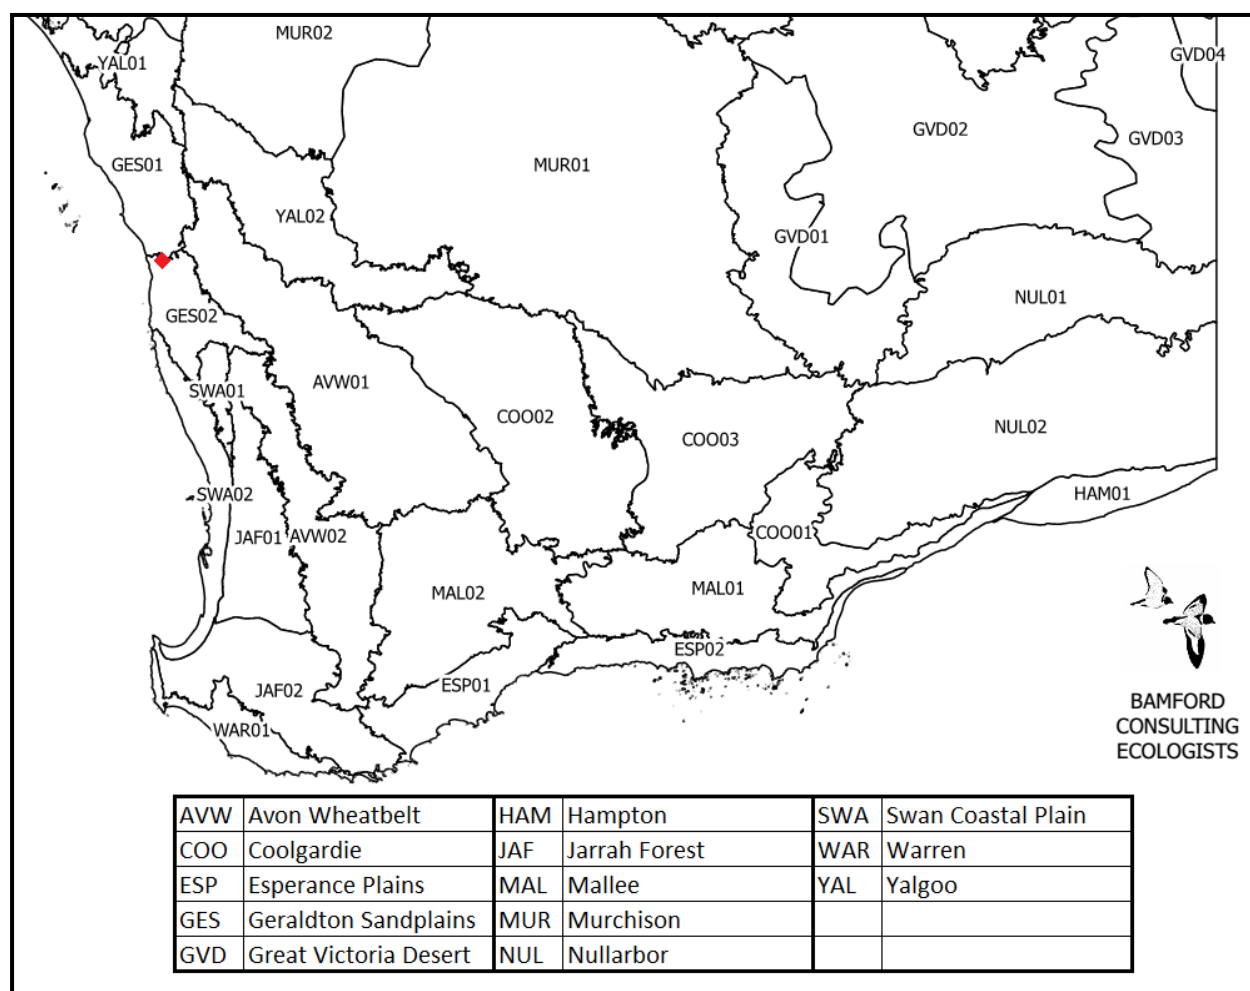 MUR02
GVD04
YAL01
GVD02
GVD03
GES01
MUR01
YAL02
GVD01
NUL01
GES02
AVW01
SWA01
COO02
NUL02
COO03
SWA02
HAM01
JAF01
AVW02
COO01
MAL02
MAL01
ESP02
ESP01
JAF02
WAR01
BAMFORD
CONSULTING
ECOLOGISTS
AVW Avon Wheatbelt HAM Hampton SWA Swan Coastal Plain
COO Coolgardie JAF Jarrah Forest WAR Warren
ESP Esperance Plains MAL Mallee YAL Yalgoo
GES Geraldton Sandplains MUR Murchison
GVD Great Victoria Desert NUL Nullarbor